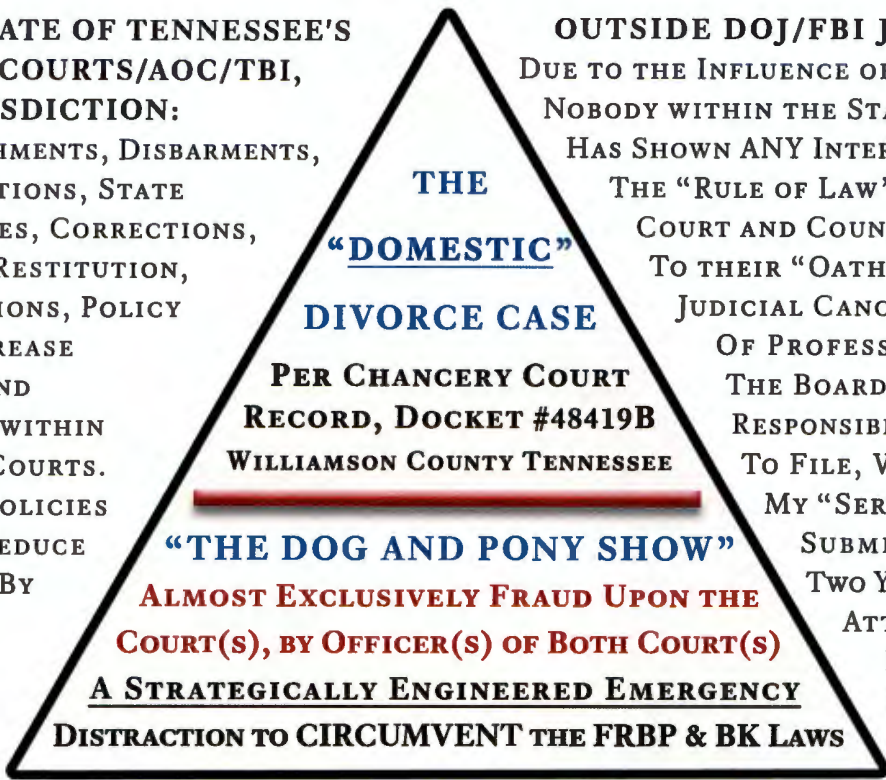 ATE OF TENNESSEE'S
COURTS/AOC/TBI,
SDICTION:
HMENTS, DISBARMENTS,
TIONS, STATE
ES, CORRECTIONS,
RESTITUTION,
IONS, POLICY
REASE
ND
WITHIN
COURTS.
OLICIES
EDUCE
BY
THE
“DOMESTIC”
DIVORCE CASE
PER CHANCERY COURT
RECORD, DOCKET #48419B
WILLIAMSON COUNTY TENNESSEE
“THE DOG AND PONY SHOW”
ALMOST EXCLUSIVELY FRAUD UPON THE
COURT(S), BY OFFICER(S) OF BOTH COURT(S)
A STRATEGICALLY ENGINEERED EMERGENCY
DISTRACTION TO CIRCUMVENT THE FRBP & BK LAWS
OUTSIDE DOJ/FBI J
DUE TO THE INFLUENCE O
NOBODY WITHIN THE STA
HAS SHOWN ANY INTER
THE “RULE OF LAW”
COURT AND COUN
TO THEIR “OATH
JUDICIAL CANO
OF PROFESS
THE BOARD
RESPONSIBI
TO FILE, V
MY “SER
SUBMI
TWO Y
ATT